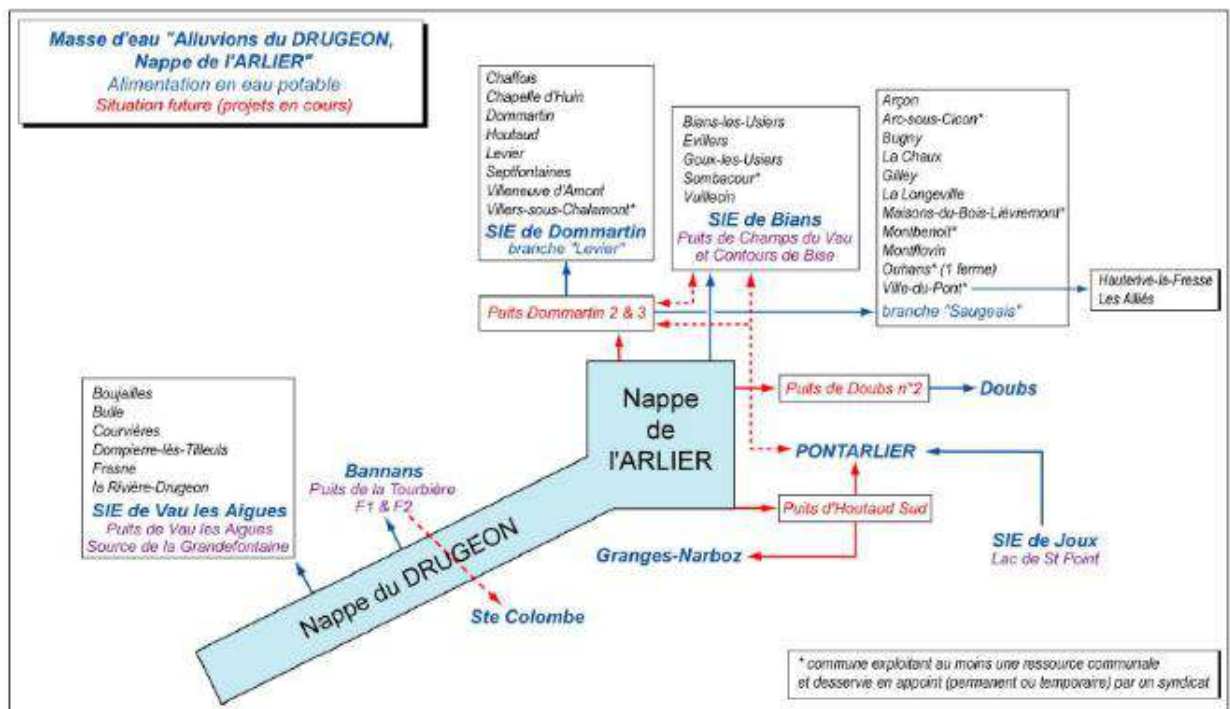 Masse d'eau "Alluvions du DRUGEON,
Nappe de l'ARLIER"
Alimentation en eau potable
Situation future (projets en cours)
Chaffois
Chapelle d'Huin
Dommartin
Houtaud
Levier
Septfontaines
Villeneuve d'Amont
Villers-sous-Chalamont*
SIE de Dommartin
branche "Levier"
Bians-les-Usiers
Evillers
Goux-les-Usiers
Sombacour*
Vuillecin
SIE de Bians
Puits de Champs du Vau
et Contours de Bise
Arçon
Arc-sous-Cicon*
Bugny
La Chaux
Gilley
La Longeville
Maisons-du-Bois-Lièvremont*
Montbenoit*
Montflovin
Ouhans* (1 ferme)
Ville-du-Pont*
branche "Saugeais"
Hauterive-la-Fresse
Les Alliés
Puits Dommartin 2 & 3
Nappe
de
l'ARLIER
Puits de Doubs n°2
Doubs
PONTARLIER
Puits d'Houtaud Sud
Granges-Narboz
SIE de Joux
Lac de St Point
Boujailles
Bulle
Courvières
Dompierre-lès-Tilleuls
Frasne
la Rivière-Drugeon
SIE de Vau les Aigues
Puits de Vau les Aigues
Source de la Grandefontaine
Bannans
Puits de la Tourbière
F1 & F2
Nappe du DRUGEON
Ste Colombe
* commune exploitant au moins une ressource communale
et desservie en appoint (permanent ou temporaire) par un syndicat